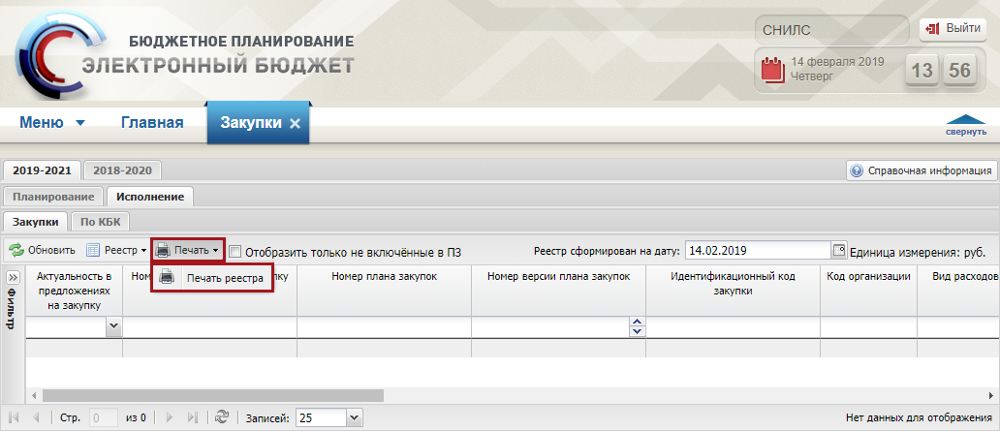 БЮДЖЕТНОЕ ПЛАНИРОВАНИЕ
ЭЛЕКТРОННЫЙ БЮДЖЕТ
СНИЛС
Выйти
14 февраля 2019
Четверг
13 56
Меню Главная Закупки
свернуть
2019-2021 2018-2020
Справочная информация
Планирование Исполнение
Закупки По КБК
Обновить Реестр Печать Отобразить только не включённые в ПЗ Реестр сформирован на дату: 14.02.2019 Единица измерения: руб.
Печать реестра
Фильтр
Актуальность в
предложениях
на закупку
Номер плана закупок
Номер версии плана закупок
Идентификационный код
закупки
Код организации
Вид расходов
Стр. 0 из 0 Записей: 25 Нет данных для отображения